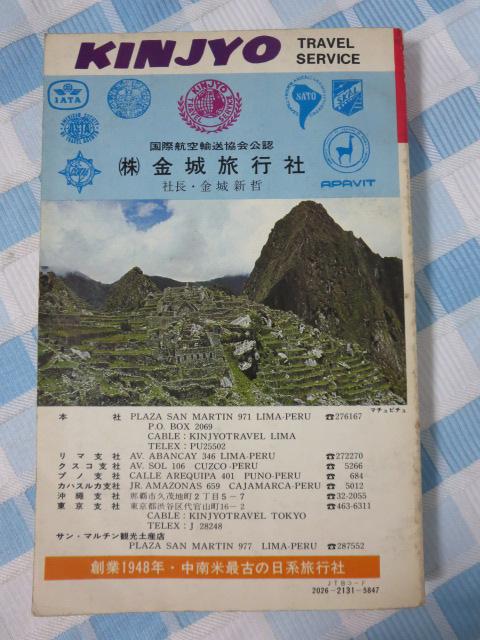 KINJYO TRAVEL
SERVICE
IATA
KINJYO
TRAVEL SERVICE
SATO
SKAL
ASTA
APAVIT
国際航空輸送協会公認
㈱ 金城旅行社
社長・金城新哲
マチュピチュ
本社 PLAZA SAN MARTIN 971 LIMA-PERU ☎276167
P.O. BOX 2069
CABLE: KINJYOTRAVEL LIMA
TELEX: PU25502
リマ支社 AV. ABANCAY 346 LIMA-PERU ☎272270
クスコ支社 AV. SOL 106 CUZCO-PERU ☎ 5266
プノ支社 CALLE AREQUIPA 401 PUNO-PERU ☎ 684
カハスルカ支社 JR. AMAZONAS 659 CAJAMARCA-PERU ☎ 5012
沖縄支社 那覇市久茂地町2丁目5-7 ☎32-2055
東京支社 東京都渋谷区代官山町16-2 ☎463-6311
CABLE: KINJYOTRAVEL TOKYO
TELEX: J 28248
サン・マルチン観光土産店
PLAZA SAN MARTIN 977 LIMA-PERU ☎287552
創業1948年・中南米最古の日系旅行社
JTBコード
2026-2131-5847